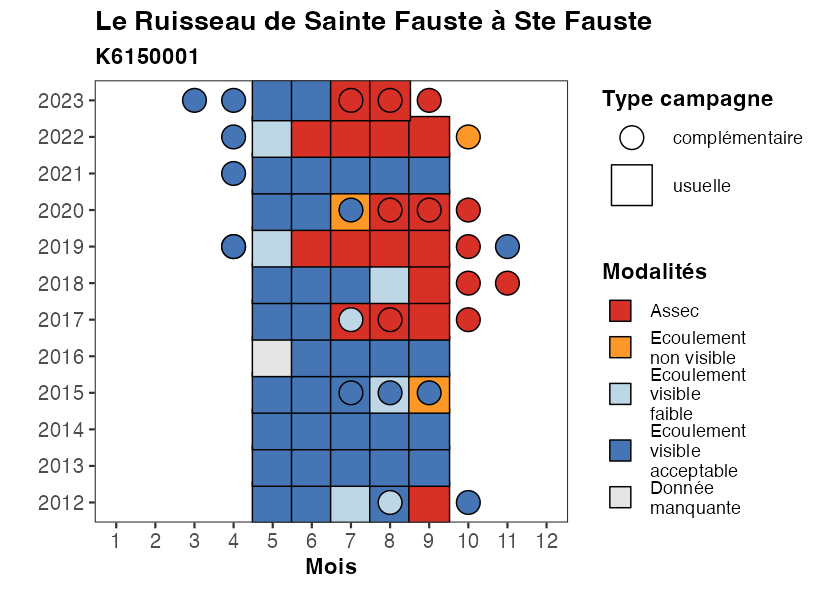 Le Ruisseau de Sainte Fauste à Ste Fauste
K6150001
2023
2022
2021
2020
2019
2018
2017
2016
2015
2014
2013
2012
1 2 3 4 5 6 7 8 9 10 11 12
Mois
Type campagne
complémentaire
usuelle
Modalités
Assec
Ecoulement
non visible
Ecoulement
visible
faible
Ecoulement
visible
acceptable
Donnée
manquante